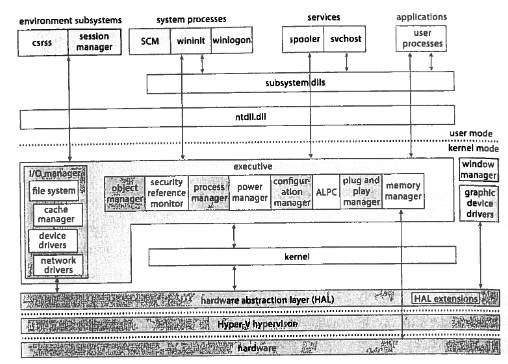 environment subsystems
system processes
services
applications
csrss
session manager
SCM
wininit
winlogon
spooler
svchost
user processes
subsystem dlls
ntdll.dll
user mode
kernel mode
I/O manager
file system
cache manager
device drivers
network drivers
executive
object manager
security reference monitor
process manager
power manager
configuration manager
ALPC
plug and play manager
memory manager
window manager
graphic device drivers
kernel
hardware abstraction layer (HAL)
HAL extensions
Hyper-V hypervisor
hardware